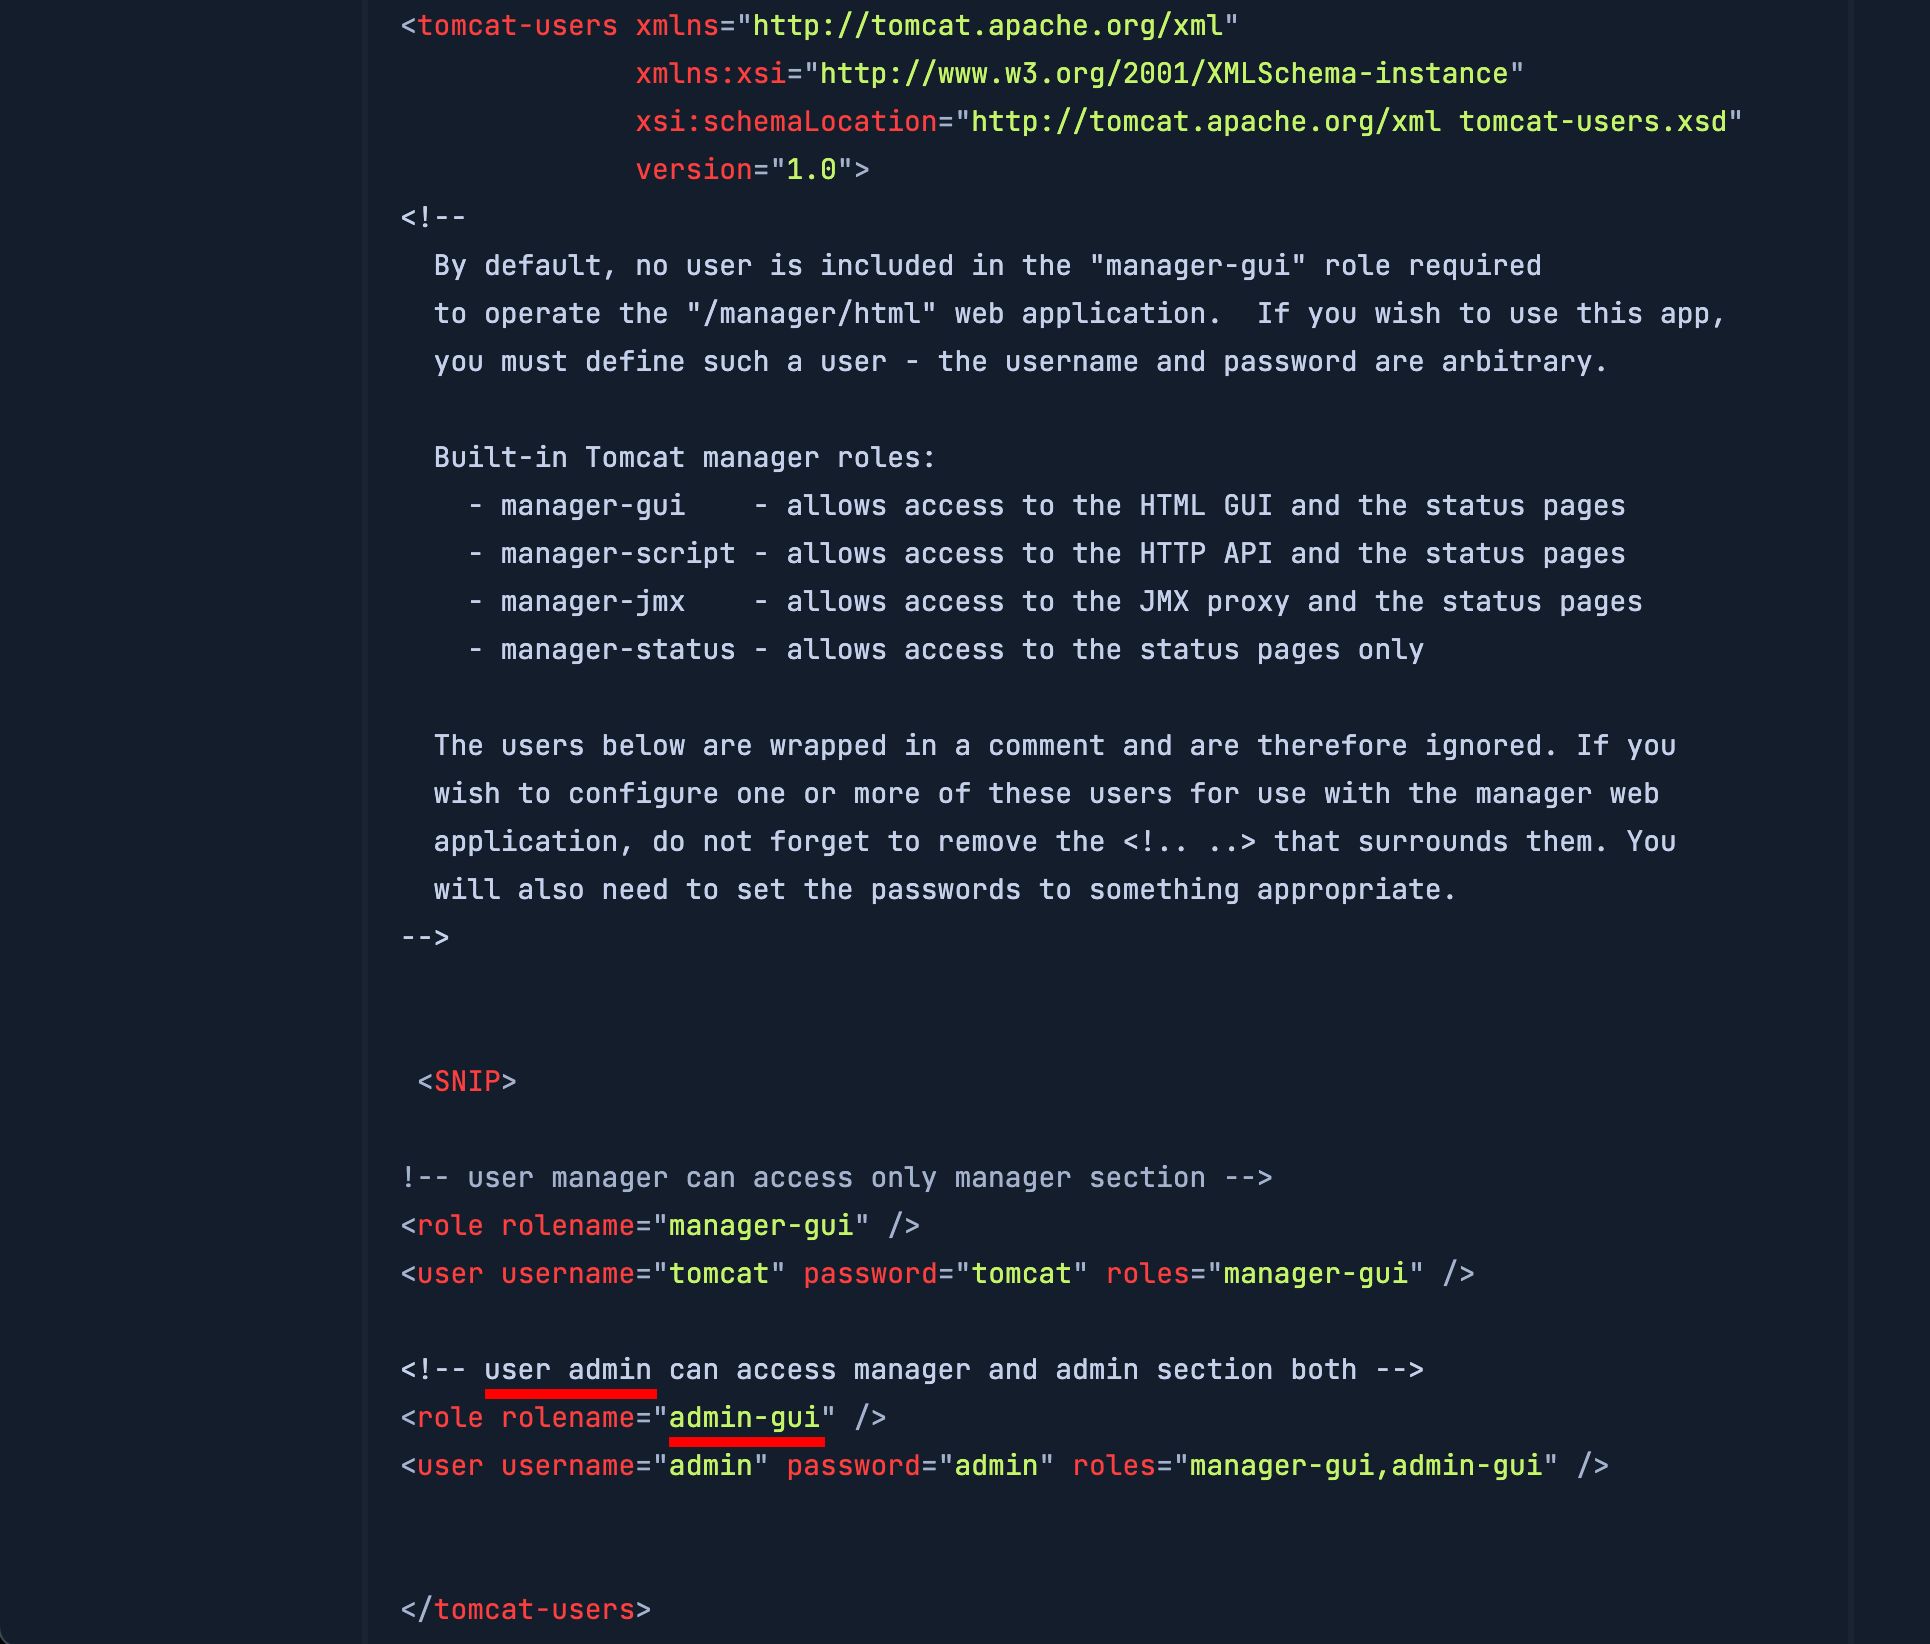 <tomcat-users xmlns="http://tomcat.apache.org/xml"
              xmlns:xsi="http://www.w3.org/2001/XMLSchema-instance"
              xsi:schemaLocation="http://tomcat.apache.org/xml tomcat-users.xsd"
              version="1.0">
<!--
  By default, no user is included in the "manager-gui" role required
  to operate the "/manager/html" web application.  If you wish to use this app,
  you must define such a user - the username and password are arbitrary.

  Built-in Tomcat manager roles:
    - manager-gui    - allows access to the HTML GUI and the status pages
    - manager-script - allows access to the HTTP API and the status pages
    - manager-jmx    - allows access to the JMX proxy and the status pages
    - manager-status - allows access to the status pages only

  The users below are wrapped in a comment and are therefore ignored. If you
  wish to configure one or more of these users for use with the manager web
  application, do not forget to remove the <!.. ..> that surrounds them. You
  will also need to set the passwords to something appropriate.
-->

 <SNIP>

!-- user manager can access only manager section -->
<role rolename="manager-gui" />
<user username="tomcat" password="tomcat" roles="manager-gui" />

<!-- user admin can access manager and admin section both -->
<role rolename="admin-gui" />
<user username="admin" password="admin" roles="manager-gui,admin-gui" />

</tomcat-users>